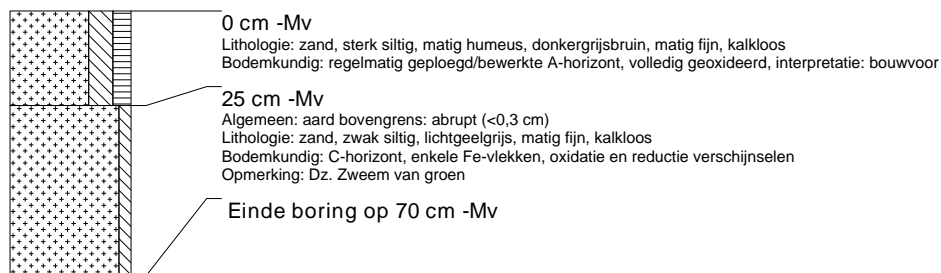 0 cm -Mv
Lithologie: zand, sterk siltig, matig humeus, donkergrijsbruin, matig fijn, kalkloos
Bodemkundig: regelmatig geploegd/bewerkte A-horizont, volledig geoxideerd, interpretatie: bouwvoor
25 cm -Mv
Algemeen: aard bovengrens: abrupt (<0,3 cm)
Lithologie: zand, zwak siltig, lichtgeelgrijs, matig fijn, kalkloos
Bodemkundig: C-horizont, enkele Fe-vlekken, oxidatie en reductie verschijnselen
Opmerking: Dz. Zweem van groen
Einde boring op 70 cm -Mv